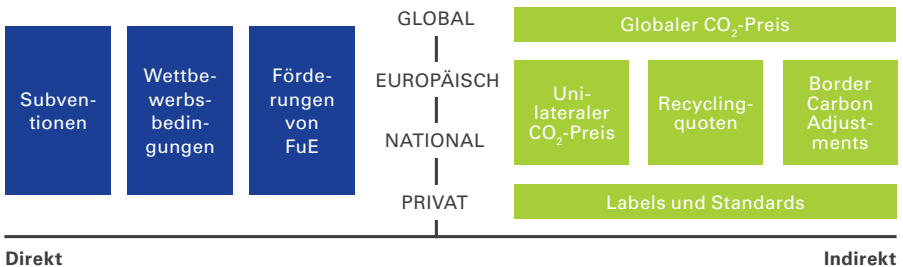 Subven-
tionen
Wettbe-
werbs-
bedin-
gungen
Förde-
rungen
von
FuE
GLOBAL
EUROPÄISCH
NATIONAL
PRIVAT
Globaler CO₂-Preis
Uni-
lateraler
CO₂-Preis
Recycling-
quoten
Border
Carbon
Adjust-
ments
Labels und Standards
Direkt
Indirekt